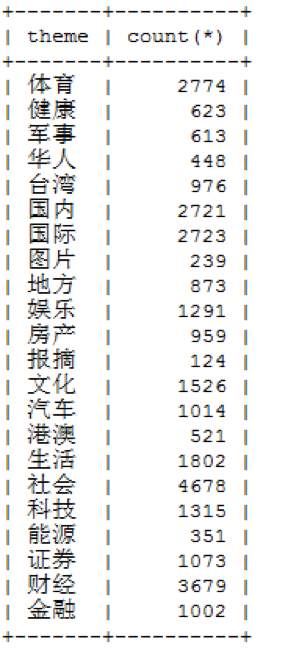 +-------+----------+
| theme | count(*) |
+-------+----------+
| 体育 | 2774 |
| 健康 | 623 |
| 军事 | 613 |
| 华人 | 448 |
| 台湾 | 976 |
| 国内 | 2721 |
| 国际 | 2723 |
| 图片 | 239 |
| 地方 | 873 |
| 娱乐 | 1291 |
| 房产 | 959 |
| 报摘 | 124 |
| 文化 | 1526 |
| 汽车 | 1014 |
| 港澳 | 521 |
| 生活 | 1802 |
| 社会 | 4678 |
| 科技 | 1315 |
| 能源 | 351 |
| 证券 | 1073 |
| 财经 | 3679 |
| 金融 | 1002 |
+-------+----------+